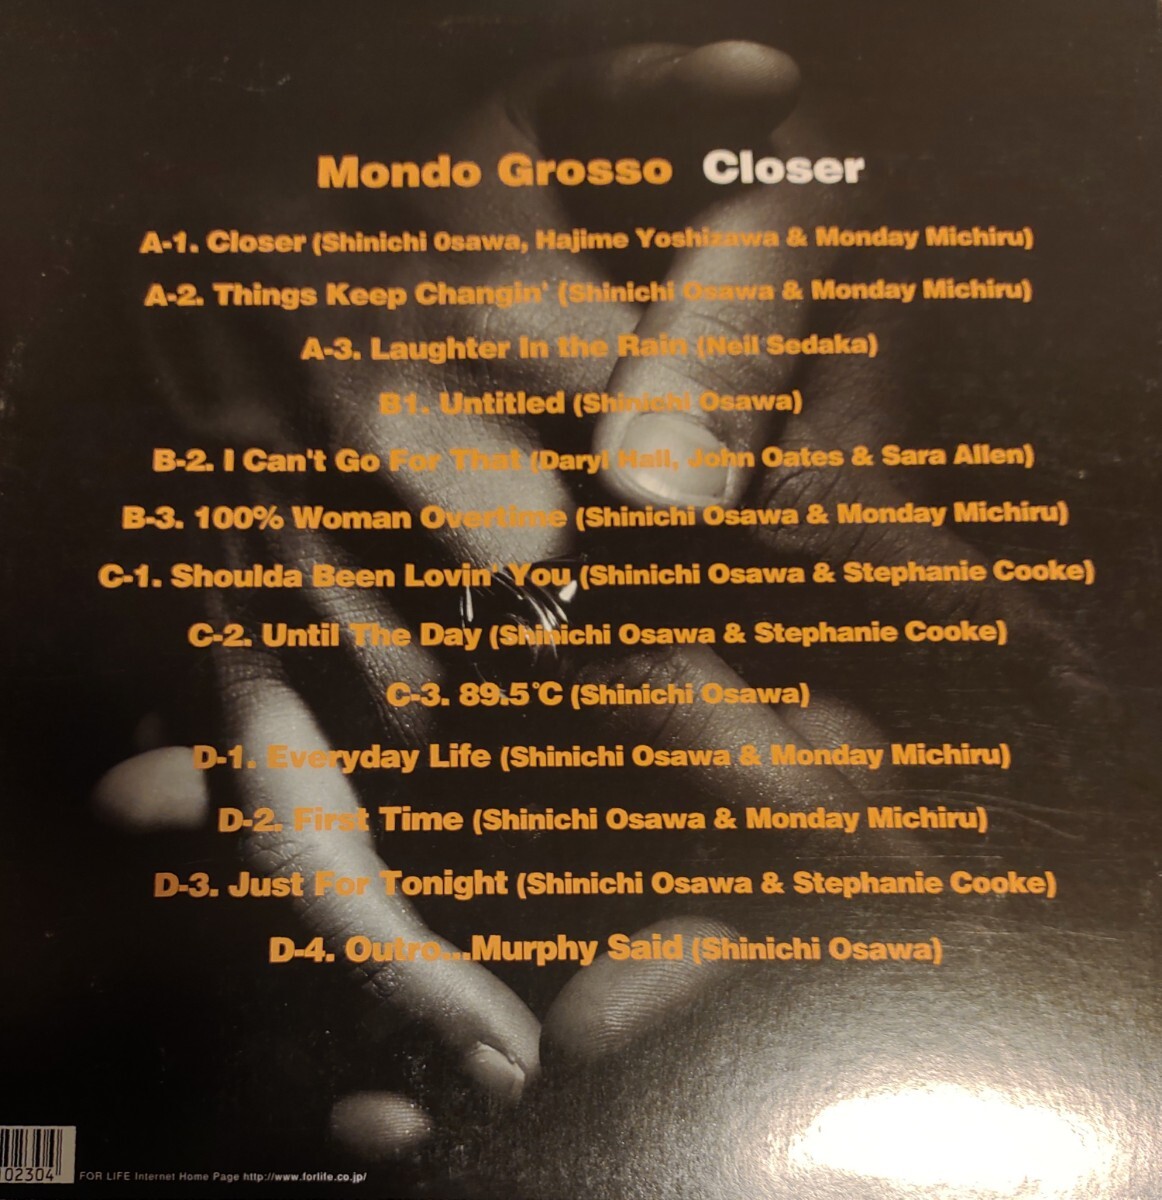 Mondo Grosso Closer
A-1. Closer (Shinichi Osawa, Hajime Yoshizawa & Monday Michiru)
A-2. Things Keep Changin' (Shinichi Osawa & Monday Michiru)
A-3. Laughter In the Rain (Neil Sedaka)
B1. Untitled (Shinichi Osawa)
B-2. I Can't Go For That (Daryl Hall, John Oates & Sara Allen)
B-3. 100% Woman Overtime (Shinichi Osawa & Monday Michiru)
C-1. Shoulda Been Lovin' You (Shinichi Osawa & Stephanie Cooke)
C-2. Until The Day (Shinichi Osawa & Stephanie Cooke)
C-3. 89.5℃ (Shinichi Osawa)
D-1. Everyday Life (Shinichi Osawa & Monday Michiru)
D-2. First Time (Shinichi Osawa & Monday Michiru)
D-3. Just For Tonight (Shinichi Osawa & Stephanie Cooke)
D-4. Outro...Murphy Said (Shinichi Osawa)
02304
FOR LIFE Internet Home Page http://www.forlife.co.jp/